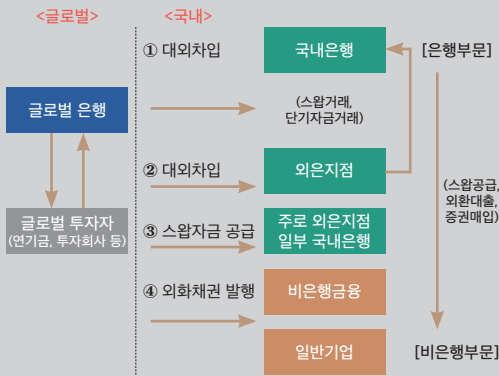 <글로벌>
<국내>
① 대외차입
국내은행
[은행부문]
글로벌 은행
(스왑거래,
단기자금거래)
② 대외차입
외은지점
(스왑공급,
외환대출,
증권매입)
글로벌 투자자
(연기금, 투자회사 등)
③ 스왑자금 공급
주로 외은지점
일부 국내은행
④ 외화채권 발행
비은행금융
일반기업
[비은행부문]